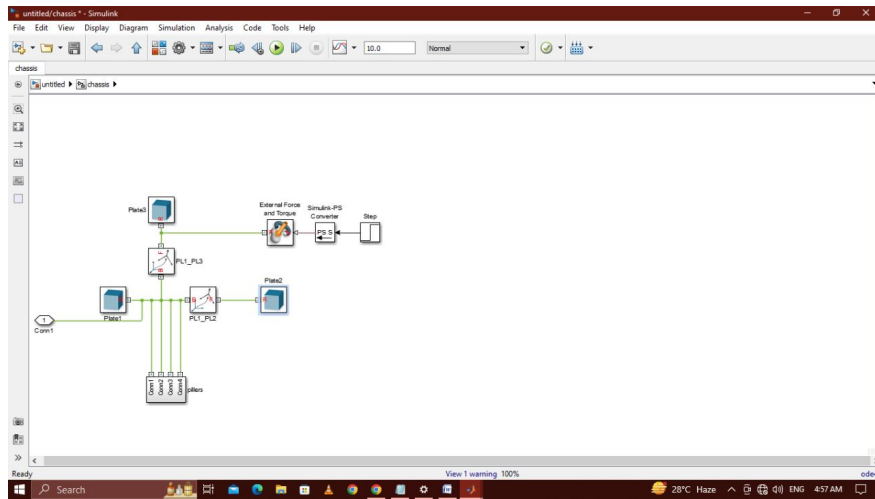 untitled/chassis * - Simulink
File Edit View Display Diagram Simulation Analysis Code Tools Help
10.0 Normal
chassis
untitled chassis
Plate3
External Force
and Torque
Simulink-PS
Converter
Step
PS S
F
PL1_PL3
B
Plate2
Plate1
PL1_PL2
1
Conn1
Conn1
Conn2
Conn3
Conn4
pillers
Ready View 1 warning 100% ode4
Search 28°C Haze ENG 4:57 AM